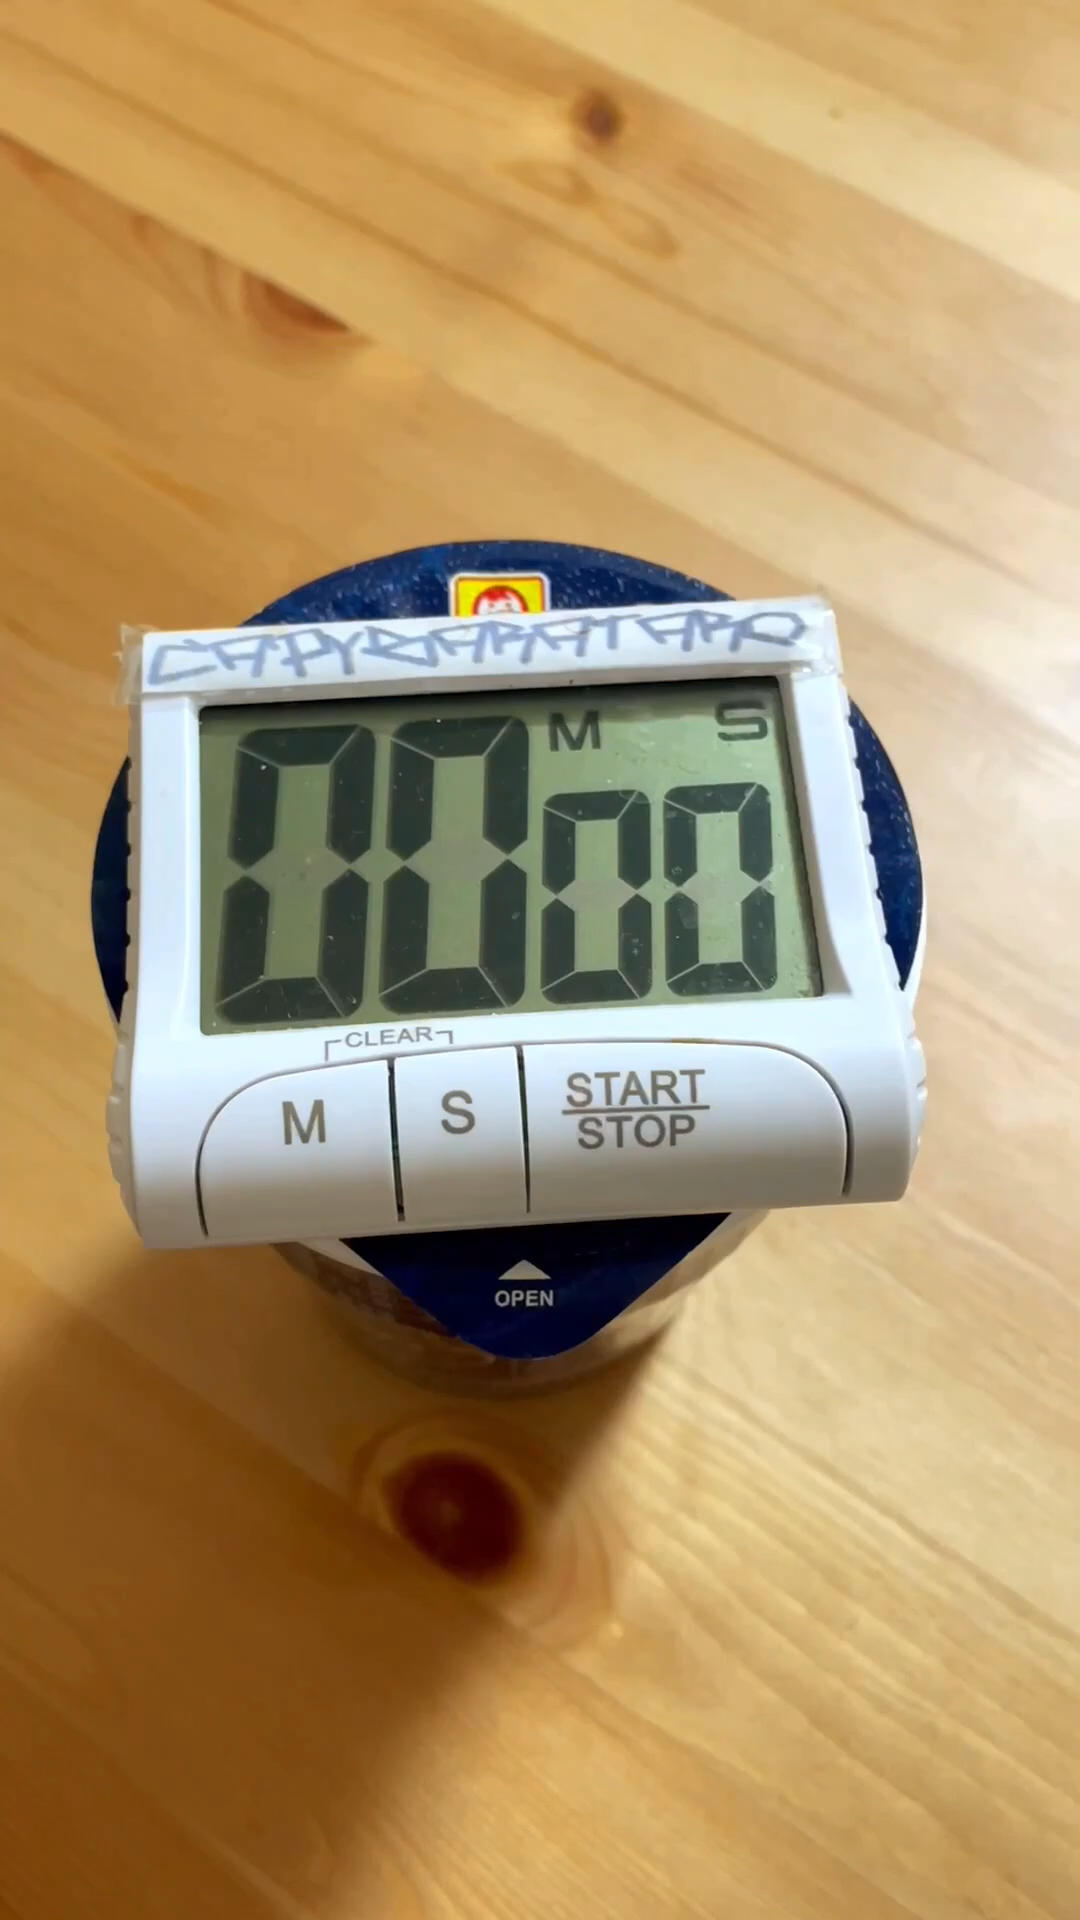 CAPYBARATARO
M S
00 00
CLEAR
M S START
STOP
OPEN